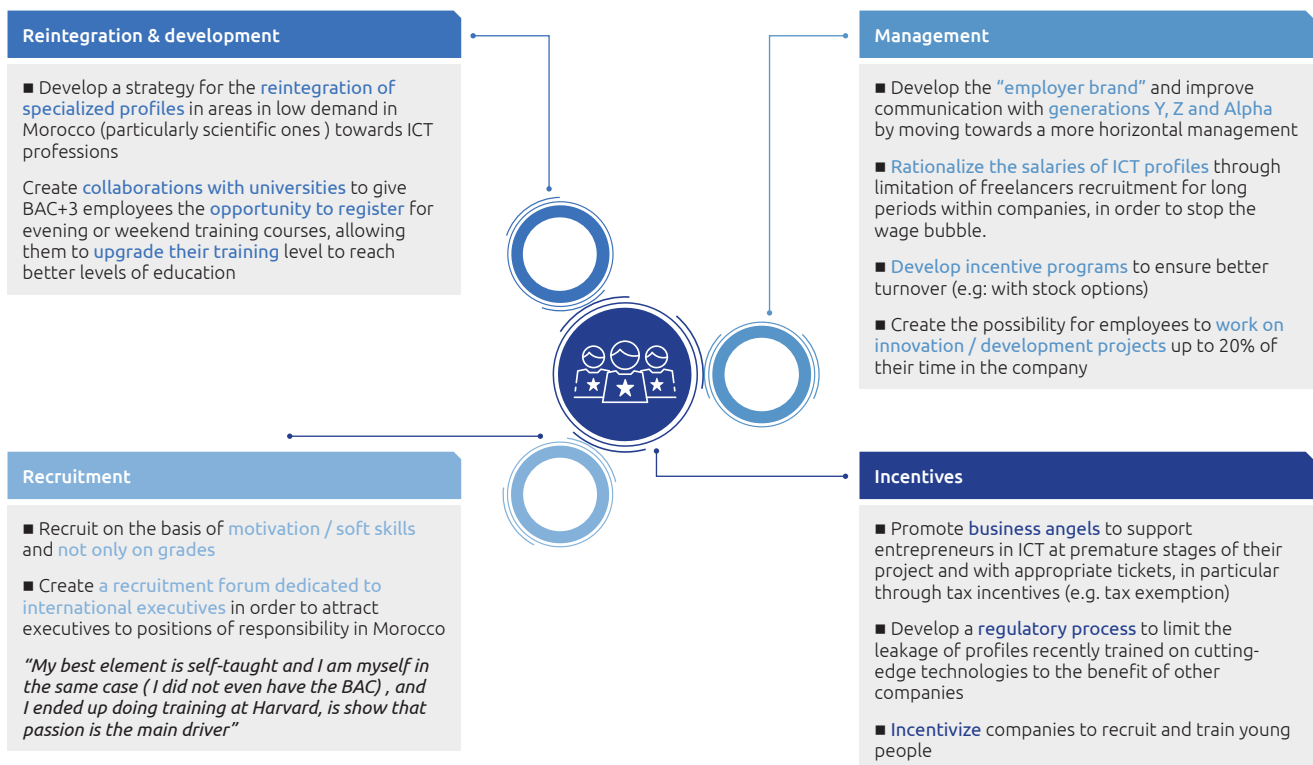 Reintegration & development
■ Develop a strategy for the reintegration of
specialized profiles in areas in low demand in
Morocco (particularly scientific ones ) towards ICT
professions
Create collaborations with universities to give
BAC+3 employees the opportunity to register for
evening or weekend training courses, allowing
them to upgrade their training level to reach
better levels of education
Management
■ Develop the “employer brand” and improve
communication with generations Y, Z and Alpha
by moving towards a more horizontal management
■ Rationalize the salaries of ICT profiles through
limitation of freelancers recruitment for long
periods within companies, in order to stop the
wage bubble.
■ Develop incentive programs to ensure better
turnover (e.g: with stock options)
■ Create the possibility for employees to work on
innovation / development projects up to 20% of
their time in the company
Recruitment
■ Recruit on the basis of motivation / soft skills
and not only on grades
■ Create a recruitment forum dedicated to
international executives in order to attract
executives to positions of responsibility in Morocco
“My best element is self-taught and I am myself in
the same case ( I did not even have the BAC) , and
I ended up doing training at Harvard, is show that
passion is the main driver”
Incentives
■ Promote business angels to support
entrepreneurs in ICT at premature stages of their
project and with appropriate tickets, in particular
through tax incentives (e.g. tax exemption)
■ Develop a regulatory process to limit the
leakage of profiles recently trained on cutting-
edge technologies to the benefit of other
companies
■ Incentivize companies to recruit and train young
people